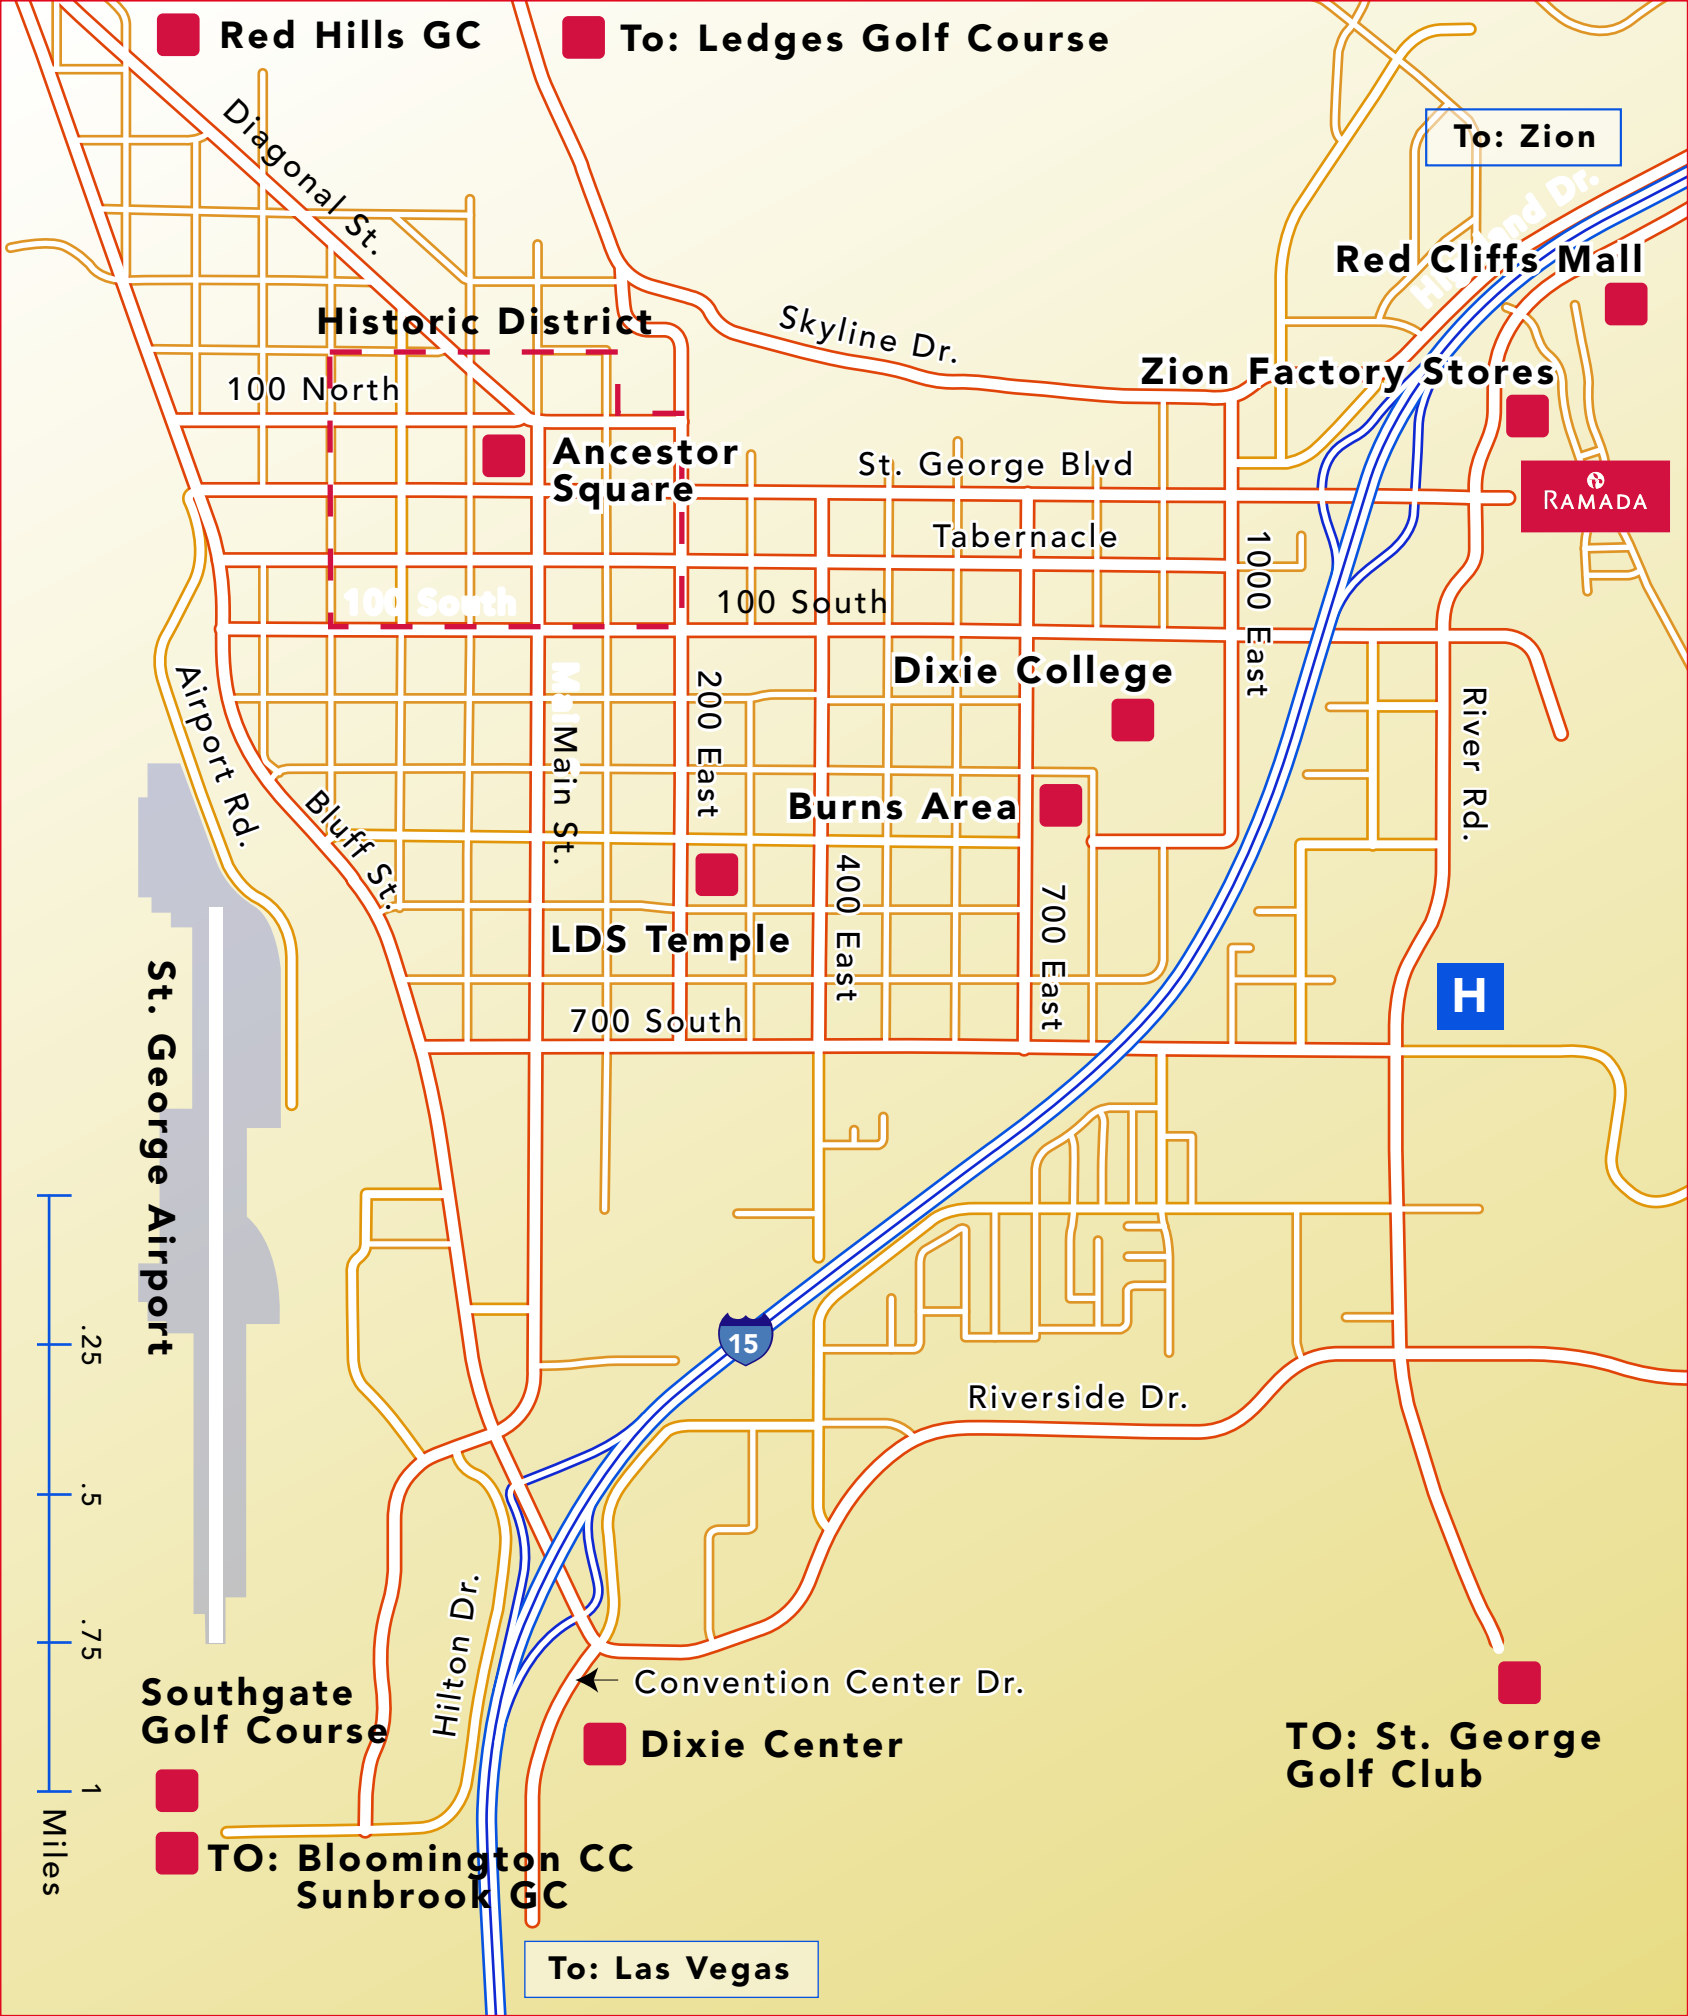 Red Hills GC
To: Ledges Golf Course
Diagonal St.
To: Zion
Highland Dr.
Red Cliffs Mall
Historic District
Skyline Dr.
Zion Factory Stores
100 North
Ancestor
Square
St. George Blvd
RAMADA
Tabernacle
1000 East
100 South
100 South
Dixie College
Airport Rd.
Main St.
200 East
River Rd.
Burns Area
Bluff St.
400 East
700 East
LDS Temple
St. George Airport
H
700 South
15
.25
Riverside Dr.
.5
.75
Hilton Dr.
Convention Center Dr.
Southgate
Golf Course
Dixie Center
TO: St. George
Golf Club
1
Miles
TO: Bloomington CC
Sunbrook GC
To: Las Vegas